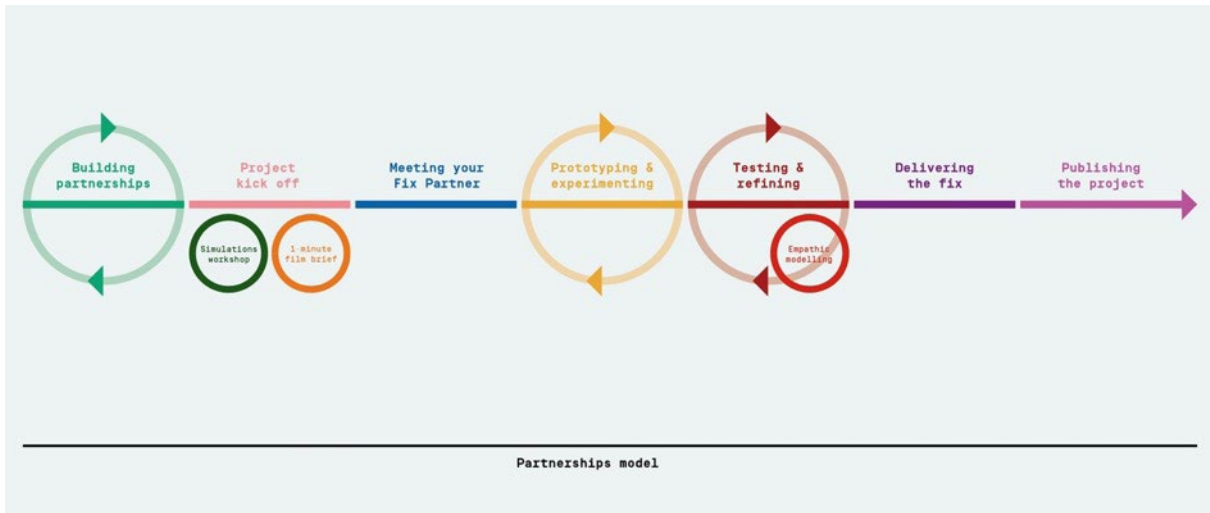 Building
partnerships
Project
kick off
Meeting your
Fix Partner
Prototyping &
experimenting
Testing &
refining
Delivering
the fix
Publishing
the project
Simulations
workshop
1-minute
film brief
Empathic
modelling
Partnerships model